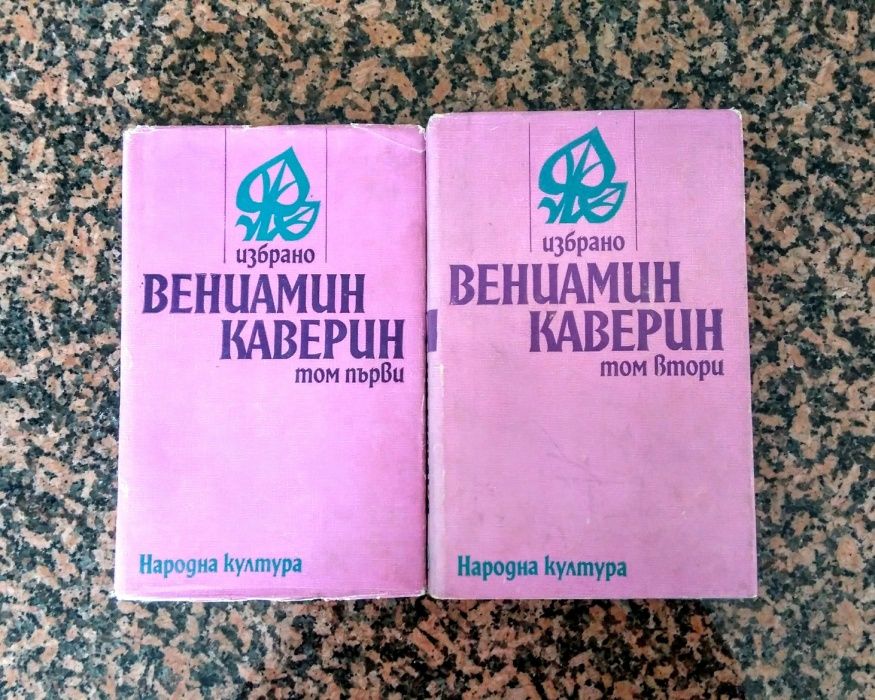 избрано
ВЕНИАМИН
КАВЕРИН
том първи
Народна култура
избрано
ВЕНИАМИН
КАВЕРИН
том втори
Народна култура